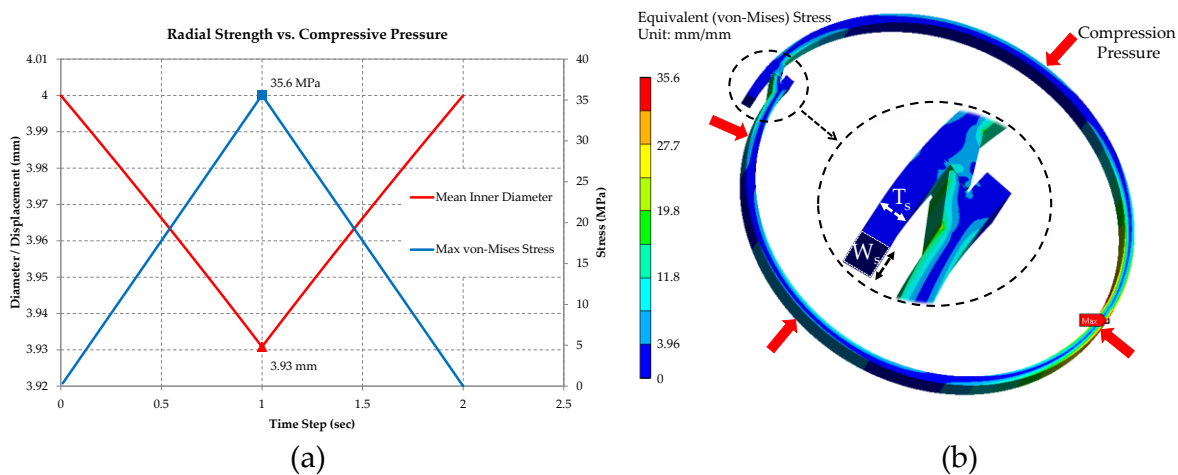 Radial Strength vs. Compressive Pressure
4.01
4
3.99
3.98
3.97
3.96
3.95
3.94
3.93
3.92
Diameter / Displacement (mm)
35.6 MPa
3.93 mm
Mean Inner Diameter
Max von-Mises Stress
40
35
30
25
20
15
10
5
0
Stress (MPa)
0
0.5
1
1.5
2
2.5
Time Step (sec)
(a)
Equivalent (von-Mises) Stress
Unit: mm/mm
35.6
27.7
19.8
11.8
3.96
0
Compression
Pressure
Ts
Ws
Max
(b)